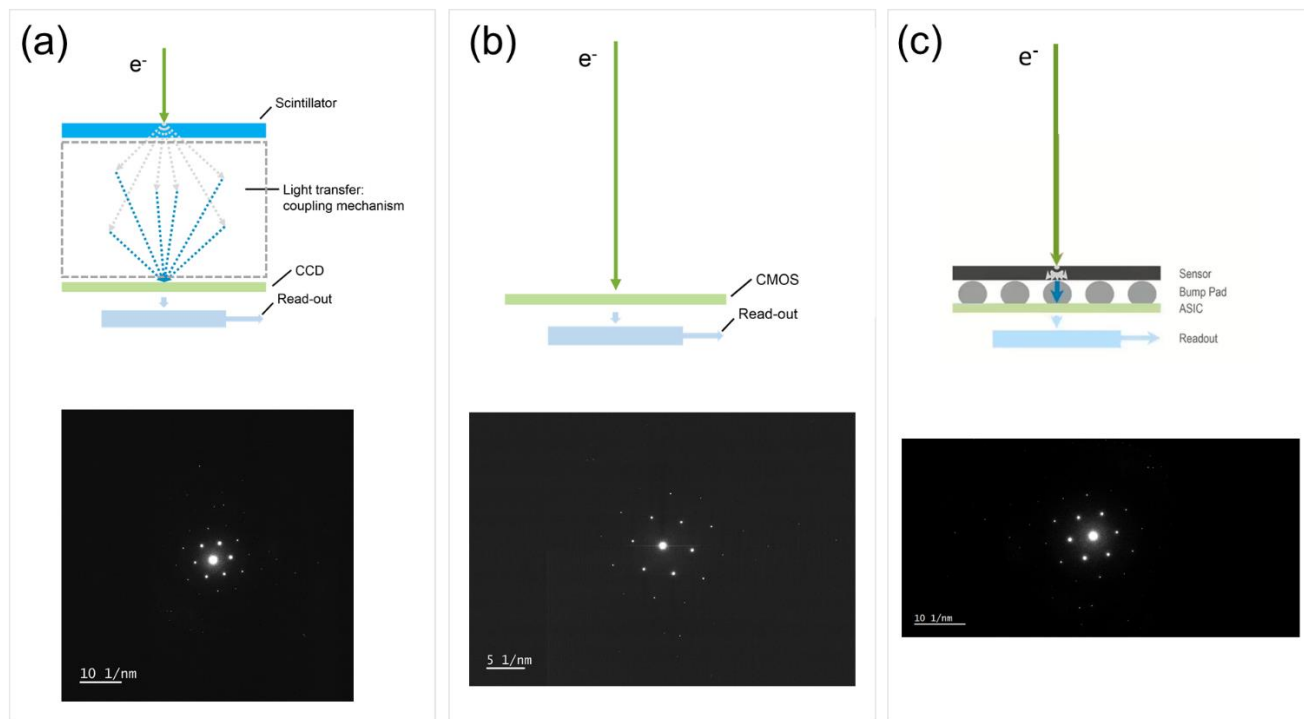 (a)
e-
Scintillator
Light transfer:
coupling mechanism
CCD
Read-out
10 1/nm
(b)
e-
CMOS
Read-out
5 1/nm
(c)
e-
Sensor
Bump Pad
ASIC
Readout
10 1/nm